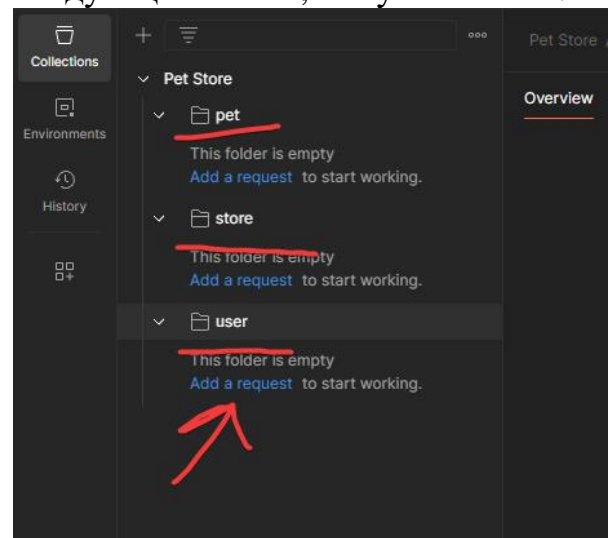 Collections
Pet Store
Overview
Pet Store
pet
Environments
This folder is empty
Add a request to start working.
History
store
This folder is empty
Add a request to start working.
user
This folder is empty
Add a request to start working.